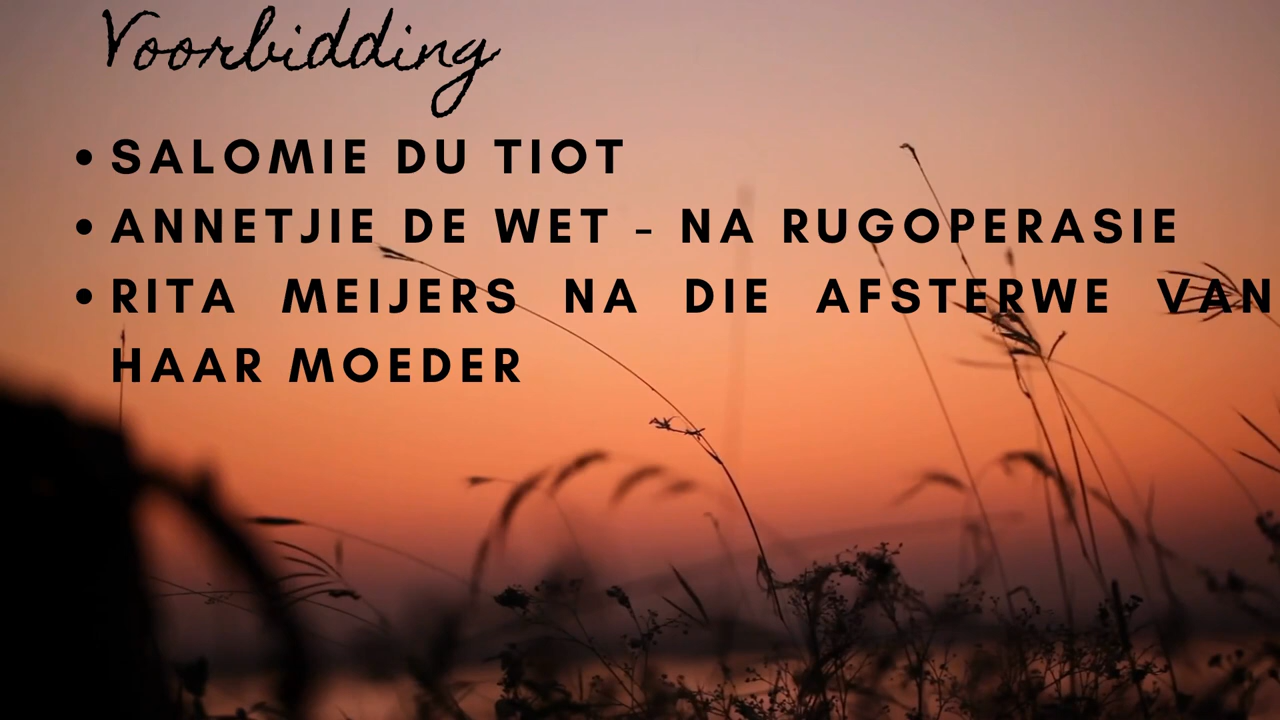 Voorbidding
• SALOMIE DU TIOT
• ANNETJIE DE WET - NA RUGOPERASIE
• RITA MEIJERS NA DIE AFSTERWE VAN
HAAR MOEDER